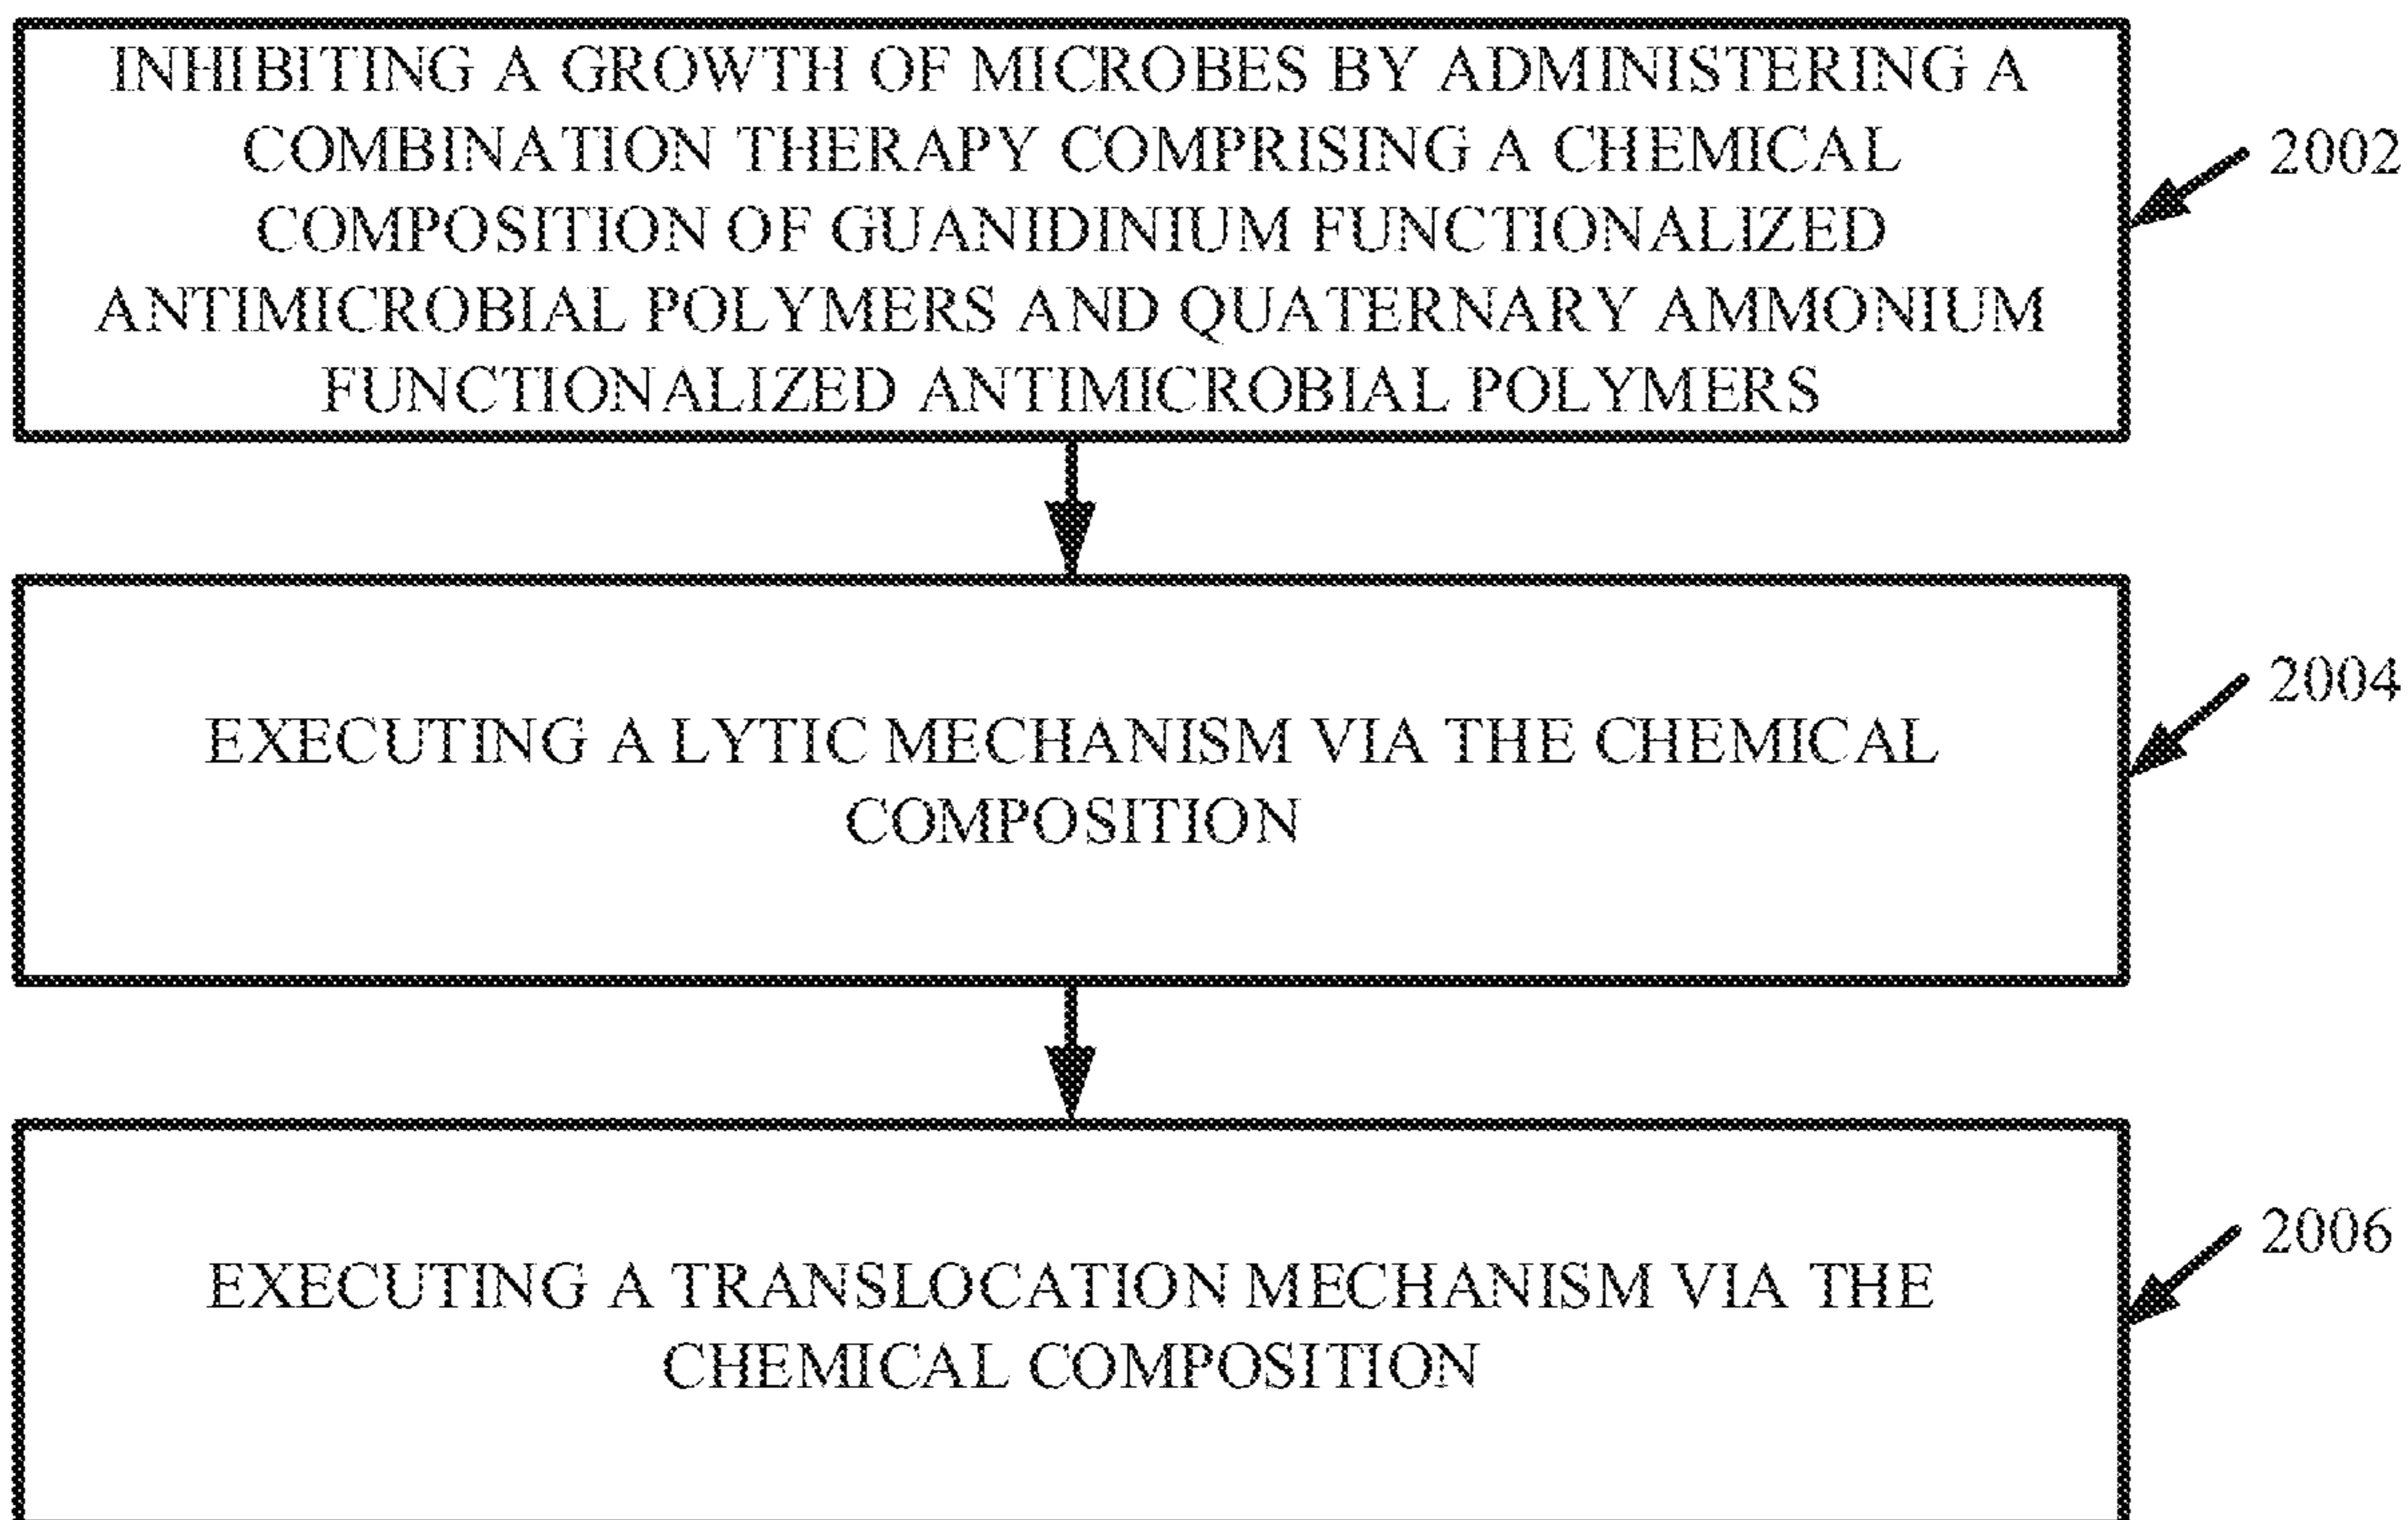 INHIBITING A GROWTH OF MICROBES BY ADMINISTERING A
COMBINATION THERAPY COMPRISING A CHEMICAL
COMPOSITION OF GUANIDINIUM FUNCTIONALIZED
ANTIMICROBIAL POLYMERS AND QUATERNARY AMMONIUM
FUNCTIONALIZED ANTIMICROBIAL POLYMERS
2002
EXECUTING A LYTIC MECHANISM VIA THE CHEMICAL
COMPOSITION
2004
EXECUTING A TRANSLOCATION MECHANISM VIA THE
CHEMICAL COMPOSITION
2006